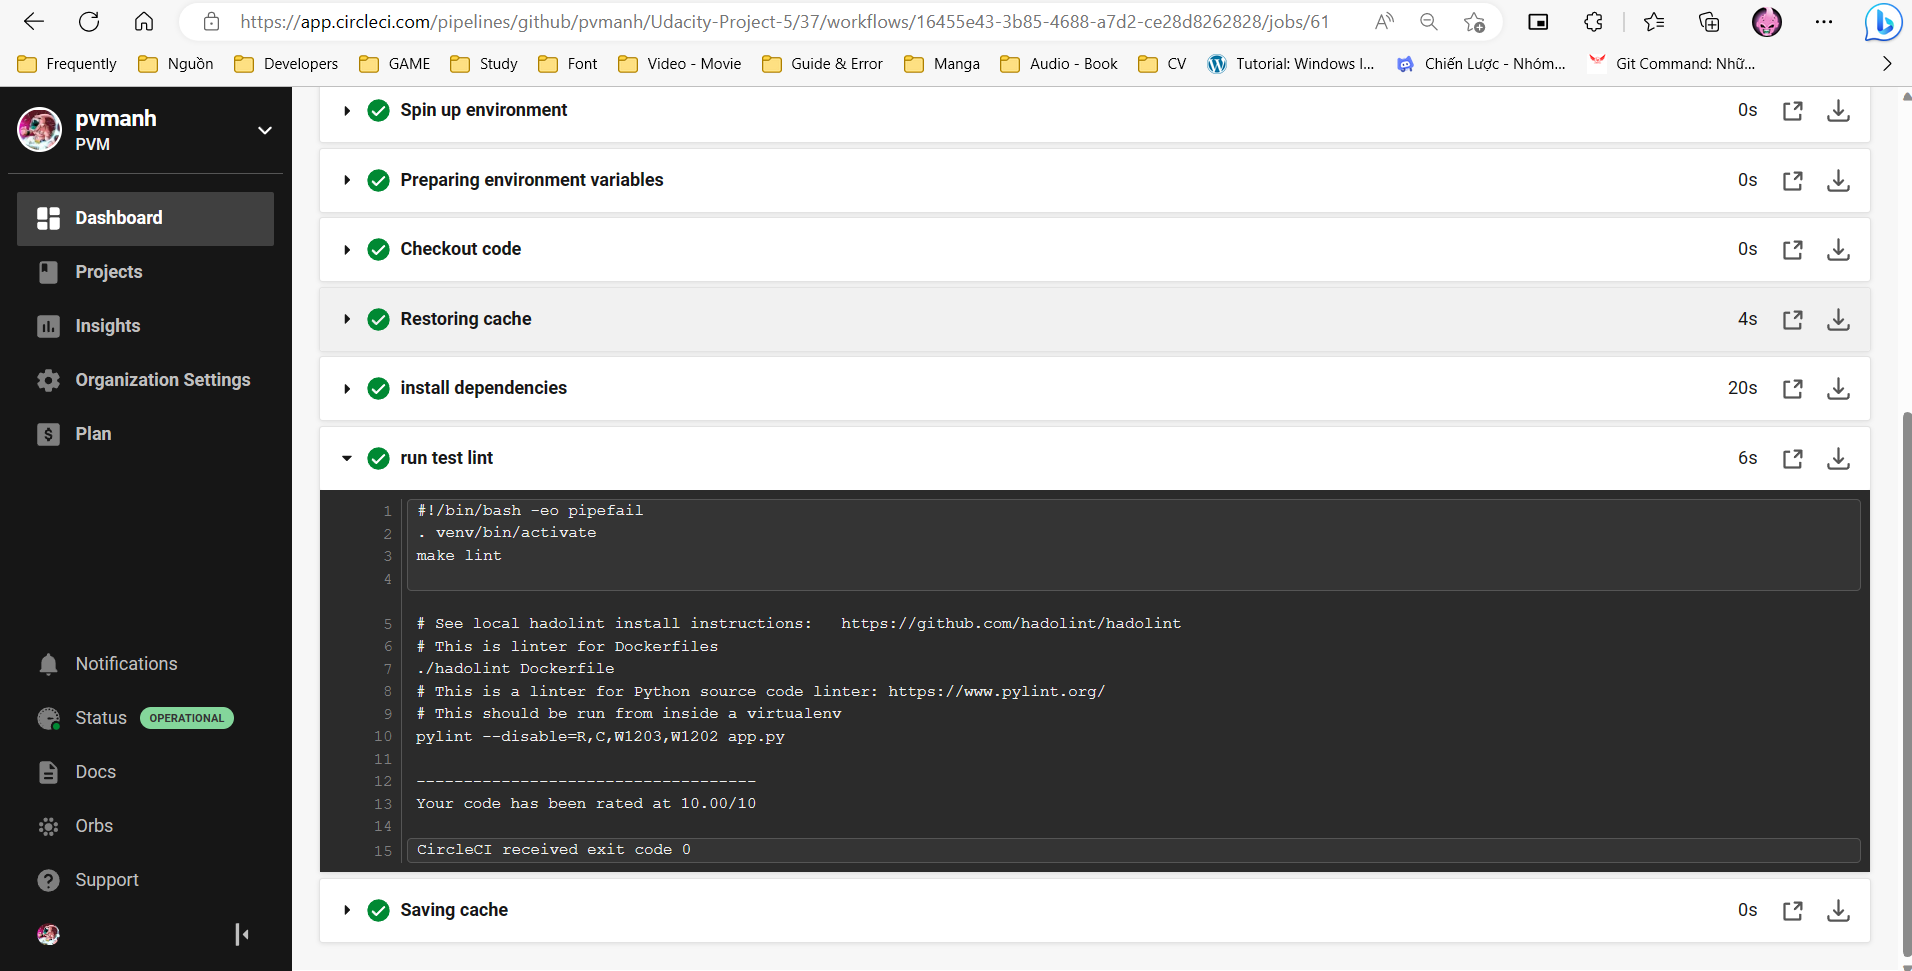 https://app.circleci.com/pipelines/github/pvmanh/Udacity-Project-5/37/workflows/16455e43-3b85-4688-a7d2-ce28d8262828/jobs/61
Frequently Nguồn Developers GAME Study Font Video - Movie Guide & Error Manga Audio - Book CV Tutorial: Windows I... Chiến Lược - Nhóm... Git Command: Nhữ...
pvmanh
PVM
Dashboard
Projects
Insights
Organization Settings
Plan
Notifications
Status OPERATIONAL
Docs
Orbs
Support
Spin up environment 0s
Preparing environment variables 0s
Checkout code 0s
Restoring cache 4s
install dependencies 20s
run test lint 6s
1 #!/bin/bash -eo pipefail
2 . venv/bin/activate
3 make lint
4
5 # See local hadolint install instructions:   https://github.com/hadolint/hadolint
6 # This is linter for Dockerfiles
7 ./hadolint Dockerfile
8 # This is a linter for Python source code linter: https://www.pylint.org/
9 # This should be run from inside a virtualenv
10 pylint --disable=R,C,W1203,W1202 app.py
11
12 ------------------------------------
13 Your code has been rated at 10.00/10
14
15 CircleCI received exit code 0
Saving cache 0s